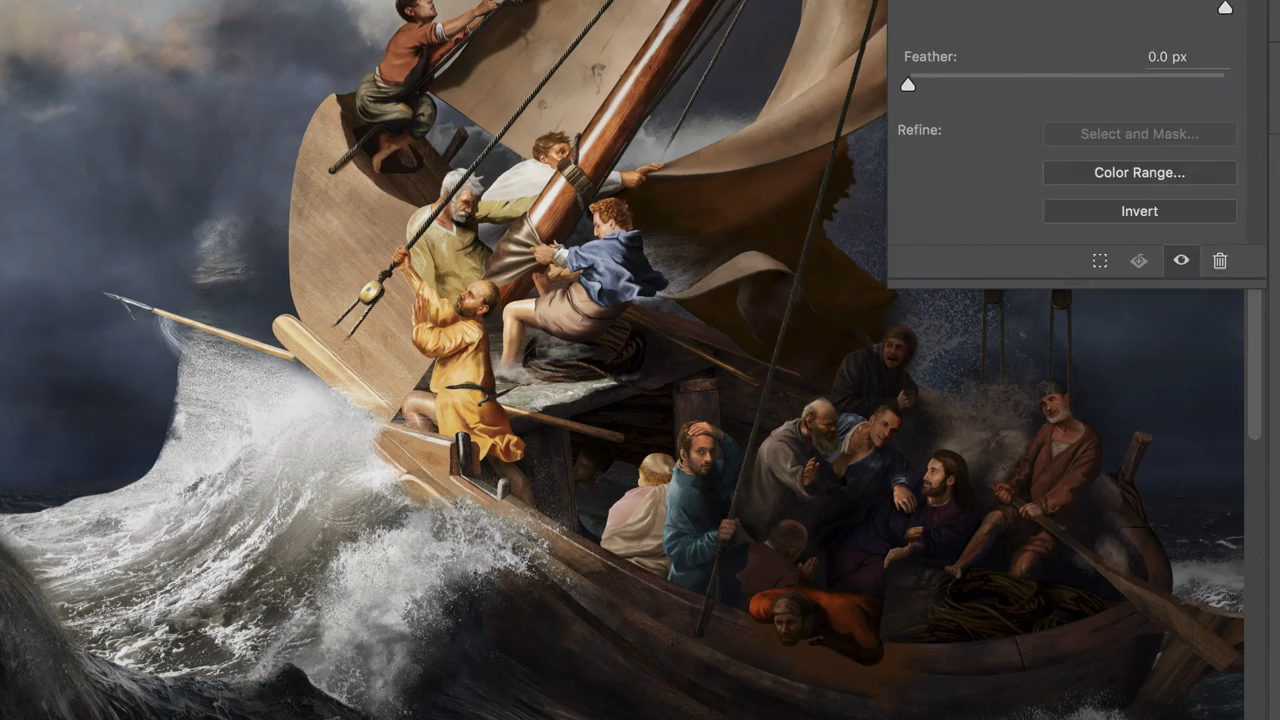 Feather:
0.0 px
Refine:
Select and Mask...
Color Range...
Invert